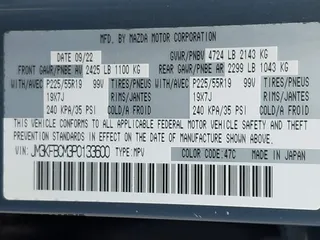 MFD. BY MAZDA MOTOR CORPORATION
DATE 09/22 GVWR/PNBV 4724 LB 2143 KG
FRONT GAWR/PNBE AV 2425 LB 1100 KG REAR GAWR/PNBE AR 2299 LB 1043 KG
WITH/AVEC P225/55R19 99V TIRES/PNEUS WITH/AVEC P225/55R19 99V TIRES/PNEUS
19X7J RIMS/JANTES 19X7J RIMS/JANTES
240 KPA/35 PSI COLD/A FROID 240 KPA/35 PSI COLD/A FROID
THIS VEHICLE CONFORMS TO ALL APPLICABLE FEDERAL MOTOR VEHICLE SAFETY AND THEFT PREVENTION STANDARDS IN EFFECT ON THE DATE OF MANUFACTURE SHOWN ABOVE.
VIN: JM3KFBCM3P0133600 TYPE: MPV
COLOR CODE: 47C MADE IN JAPAN